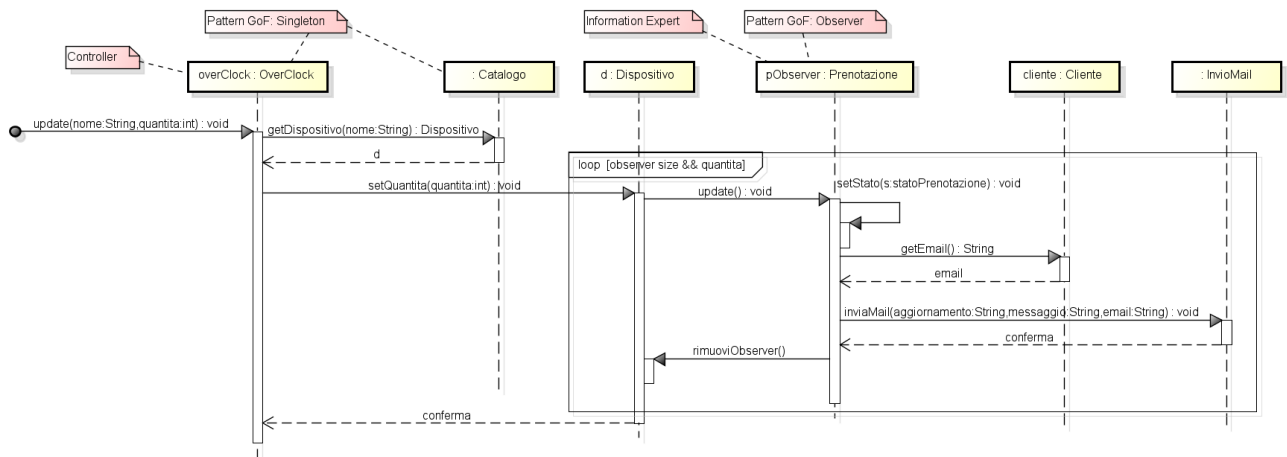 Pattern GoF: Singleton
Information Expert
Pattern GoF: Observer
Controller
overClock : OverClock
: Catalogo
d : Dispositivo
pObserver : Prenotazione
cliente : Cliente
: InvioMail
update(nome:String,quantita:int) : void
getDispositivo(nome:String) : Dispositivo
d
loop [observer size && quantita]
setQuantita(quantita:int) : void
update() : void
setStato(s:statoPrenotazione) : void
getEmail() : String
email
inviaMail(aggiornamento:String,messaggio:String,email:String) : void
conferma
rimuoviObserver()
conferma